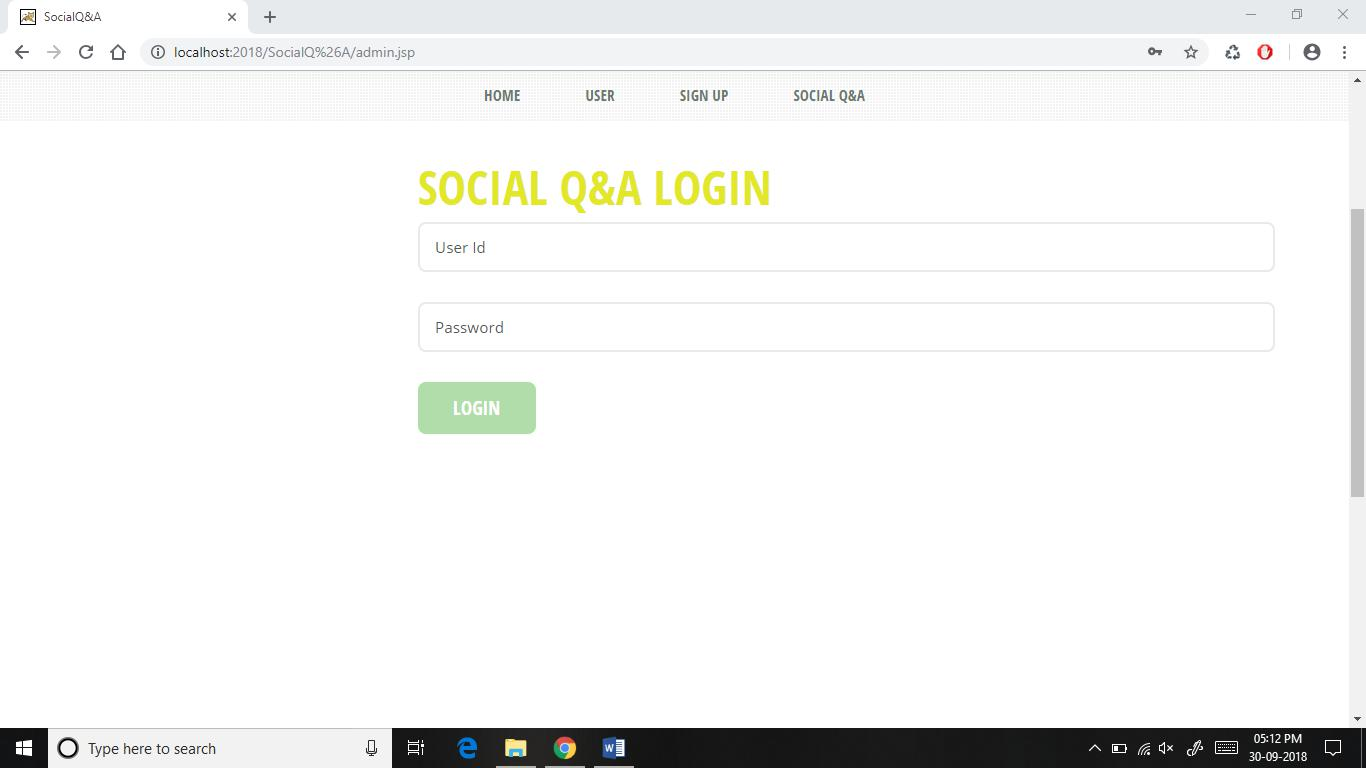 SocialQ&A
localhost:2018/SocialQ%26A/admin.jsp
HOME USER SIGN UP SOCIAL Q&A
SOCIAL Q&A LOGIN
User Id
Password
LOGIN
Type here to search
05:12 PM
30-09-2018